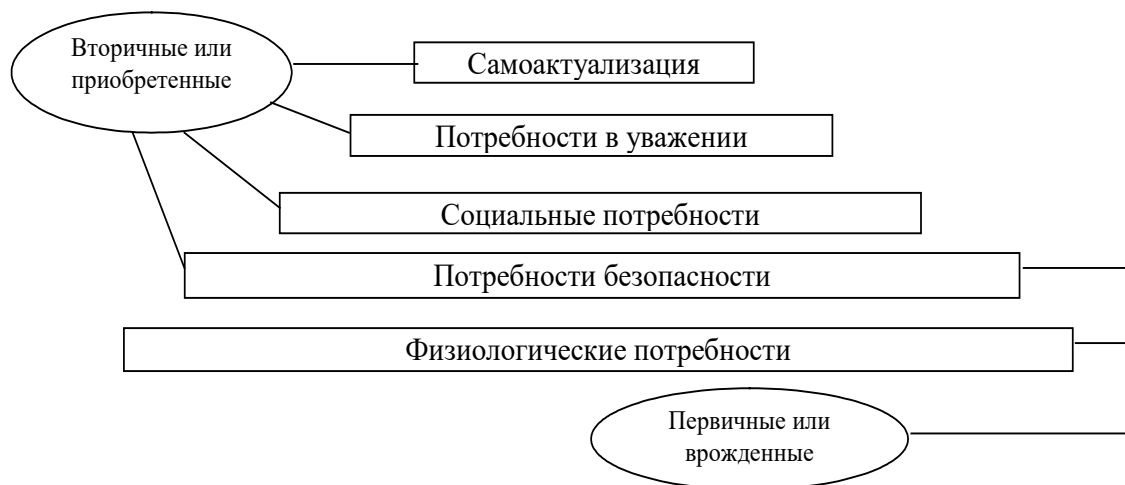 Вторичные или
приобретенные
Самоактуализация
Потребности в уважении
Социальные потребности
Потребности безопасности
Физиологические потребности
Первичные или
врожденные